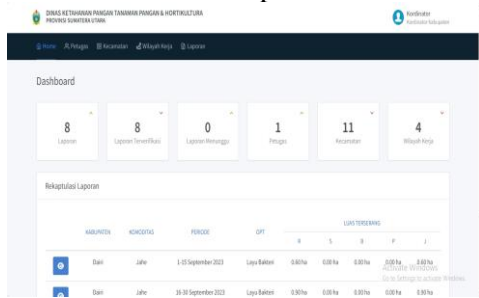 DINAS KETAHANAN PANGAN TANAMAN PANGAN & HORTIKULTURA
PROVINSI SUMATERA UTARA
Kordinator
Kordinator Kabupaten
Home Petugas Kecamatan Wilayah Kerja Laporan
Dashboard
8 8 0 1 11 4
Laporan Laporan Terverifikasi Laporan Menunggu Petugas Kecamatan Wilayah Kerja
Rekaptulasi Laporan
LUAS TERSERANG
KABUPATEN KOMODITAS PERIODE OPT
R S B P J
Dairi Jahe 1-15 September 2023 Layu Bakteri 0.60 ha 0.00 ha 0.00 ha 0.00 ha 0.60 ha
Activate Windows
Go to Settings to activate Windows.
Dairi Jahe 16-30 September 2023 Layu Bakteri 0.90 ha 0.00 ha 0.00 ha 0.00 ha 0.90 ha